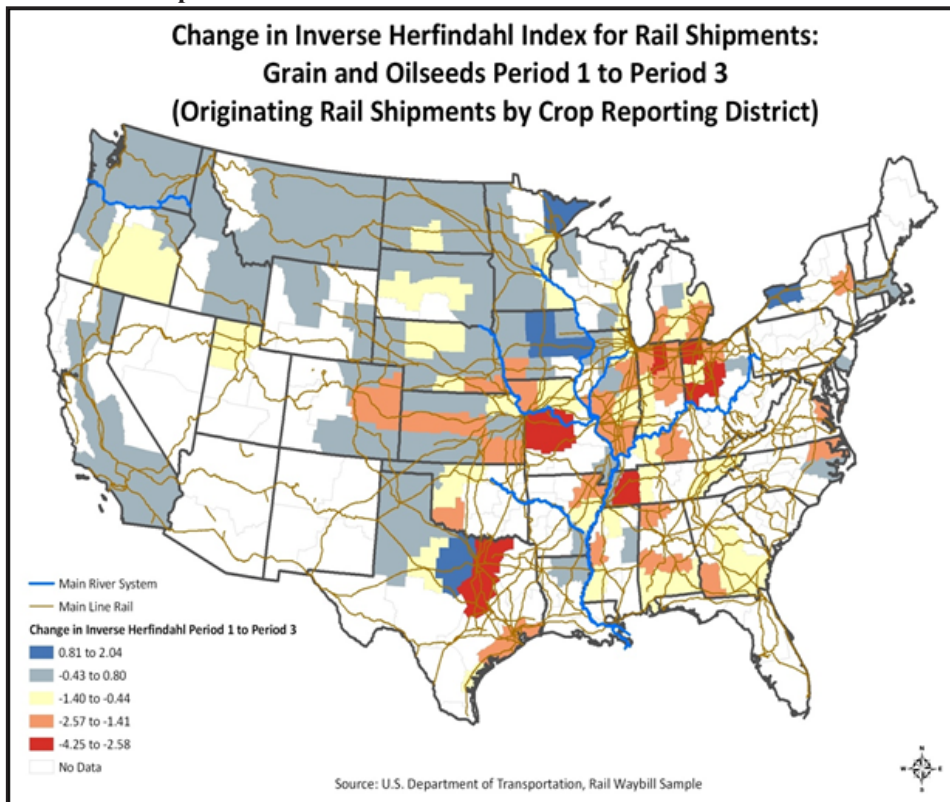 Change in Inverse Herfindahl Index for Rail Shipments:
Grain and Oilseeds Period 1 to Period 3
(Originating Rail Shipments by Crop Reporting District)
Main River System
Main Line Rail
Change in Inverse Herfindahl Period 1 to Period 3
0.81 to 2.04
-0.43 to 0.80
-1.40 to -0.44
-2.57 to -1.41
-4.25 to -2.58
No Data
Source: U.S. Department of Transportation, Rail Waybill Sample
N
W
E
S